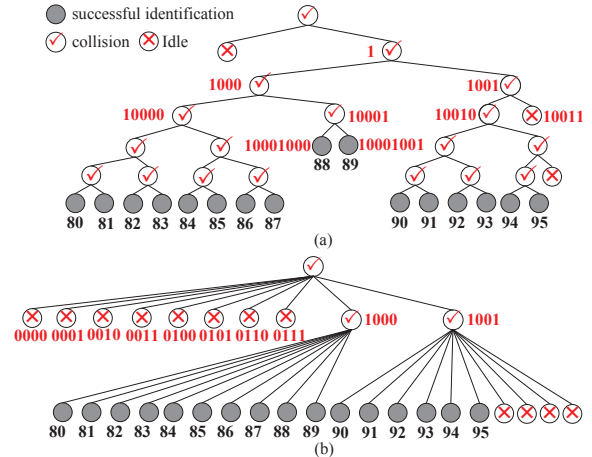 successful identification
collision Idle
1
1000 1001
10000 10001 10010 10011
10001000 10001001
88 89
80 81 82 83 84 85 86 87 90 91 92 93 94 95
(a)
1000 1001
0000 0001 0010 0011 0100 0101 0110 0111
80 81 82 83 84 85 86 87 88 89 90 91 92 93 94 95
(b)